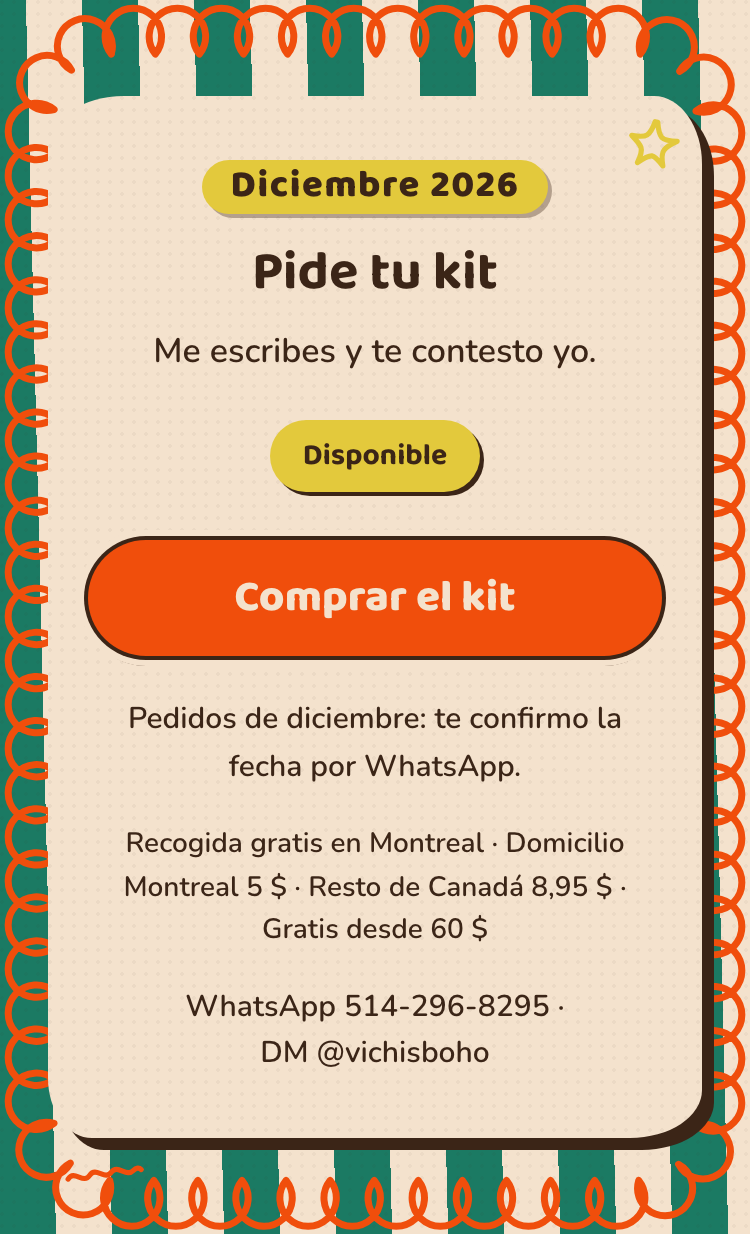 Diciembre 2026
Pide tu kit
Me escribes y te contesto yo.
Disponible
Comprar el kit
Pedidos de diciembre: te confirmo la
fecha por WhatsApp.
Recogida gratis en Montreal · Domicilio
Montreal 5 $ · Resto de Canadá 8,95 $ ·
Gratis desde 60 $
WhatsApp 514-296-8295 ·
DM @vichisboho